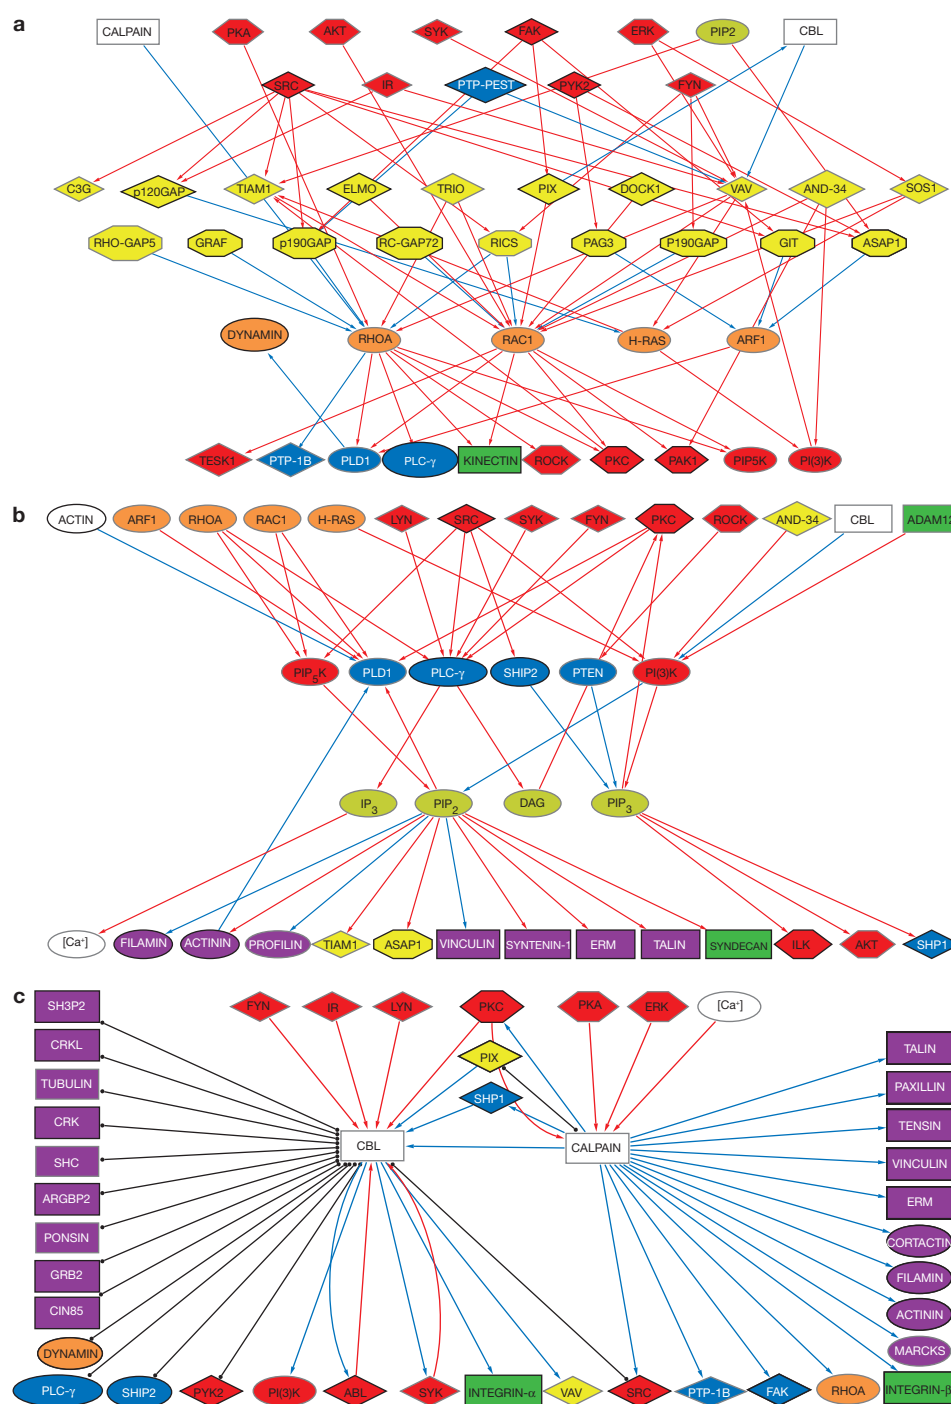 a
CALPAIN PKA AKT SYK FAK ERK PIP2 CBL
SRC IR PTP-PEST PYK2 FYN
C3G p120GAP TIAM1 ELMO TRIO PIX DOCK1 VAV AND-34 SOS1
RHO-GAP5 GRAF p190GAP RC-GAP72 RICS PAG3 P190GAP GIT ASAP1
DYNAMIN RHOA RAC1 H-RAS ARF1
TESK1 PTP-1B PLD1 PLC-γ KINECTIN ROCK PKC PAK1 PIP5K PI(3)K
b
ACTIN ARF1 RHOA RAC1 H-RAS LYN SRC SYK FYN PKC ROCK AND-34 CBL ADAM12
PIP5K PLD1 PLC-γ SHIP2 PTEN PI(3)K
IP3 PIP2 DAG PIP3
[Ca+] FILAMIN ACTININ PROFILIN TIAM1 ASAP1 VINCULIN SYNTENIN-1 ERM TALIN SYNDECAN ILK AKT SHP1
c
SH3P2 FYN IR LYN PKC PKA ERK [Ca+]
CRKL PIX TALIN
TUBULIN SHP1 PAXILLIN
CRK TENSIN
CBL CALPAIN
SHC VINCULIN
ARGBP2 ERM
PONSIN CORTACTIN
GRB2 FILAMIN
CIN85 ACTININ
DYNAMIN MARCKS
PLC-γ SHIP2 PYK2 PI(3)K ABL SYK INTEGRIN-α VAV SRC PTP-1B FAK RHOA INTEGRIN-β